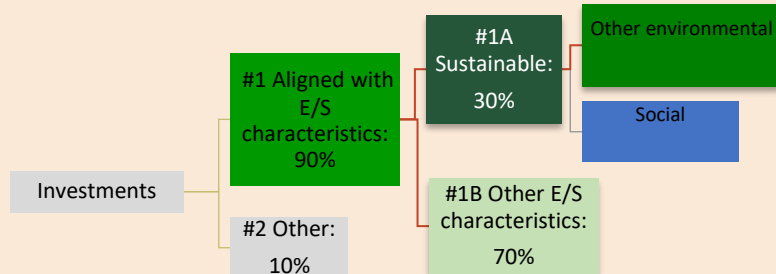 Investments
#1 Aligned with
E/S
characteristics:
90%
#2 Other:
10%
#1A
Sustainable:
30%
#1B Other E/S
characteristics:
70%
Other environmental
Social